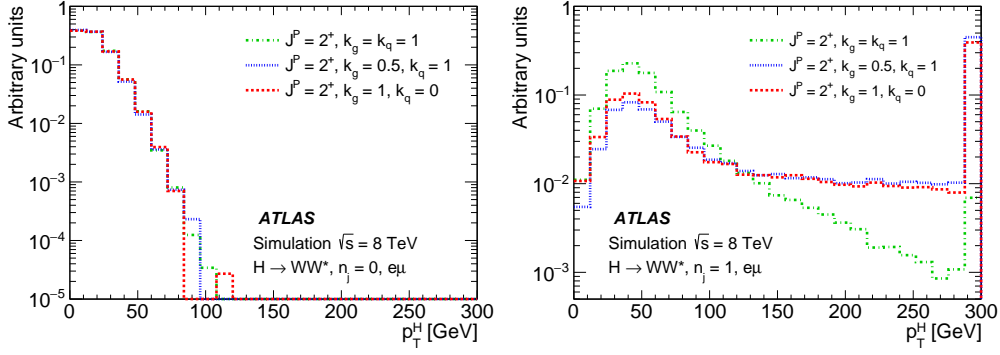 Arbitrary units
10⁻¹
10⁻²
10⁻³
10⁻⁴
10⁻⁵
J^P = 2⁺, k_g = k_q = 1
J^P = 2⁺, k_g = 0.5, k_q = 1
J^P = 2⁺, k_g = 1, k_q = 0
ATLAS
Simulation √s = 8 TeV
H → WW*, n_j = 0, eμ
0 50 100 150 200 250 300
p_T^H [GeV]
Arbitrary units
1
10⁻¹
10⁻²
10⁻³
J^P = 2⁺, k_g = k_q = 1
J^P = 2⁺, k_g = 0.5, k_q = 1
J^P = 2⁺, k_g = 1, k_q = 0
ATLAS
Simulation √s = 8 TeV
H → WW*, n_j = 1, eμ
0 50 100 150 200 250 300
p_T^H [GeV]